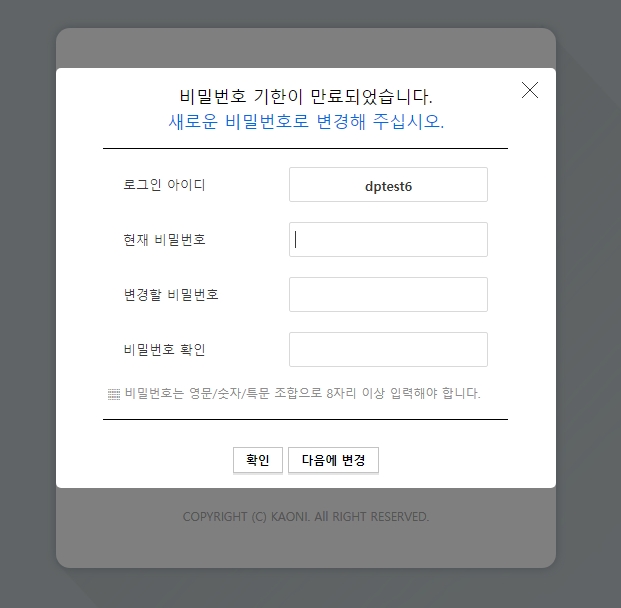 비밀번호 기한이 만료되었습니다.
새로운 비밀번호로 변경해 주십시오.
로그인 아이디
dptest6
현재 비밀번호
변경할 비밀번호
비밀번호 확인
▒ 비밀번호는 영문/숫자/특문 조합으로 8자리 이상 입력해야 합니다.
확인
다음에 변경
COPYRIGHT (C) KAONI. All RIGHT RESERVED.